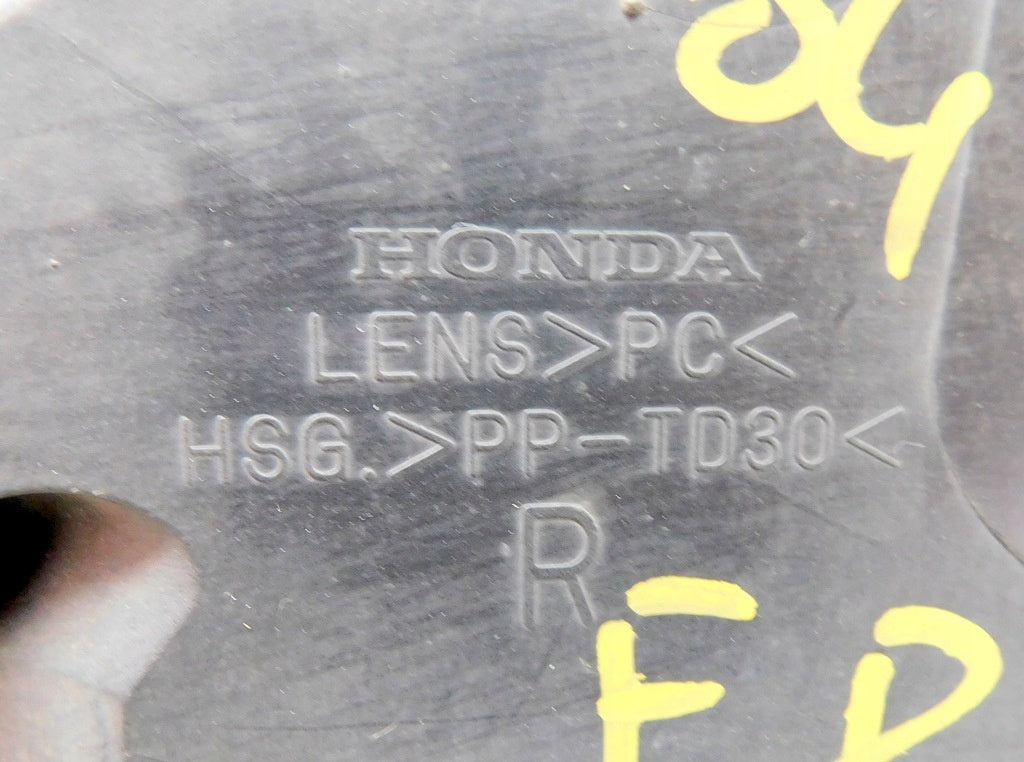 HONDA
LENS>PC<
HSG.>PP-TD30<
R